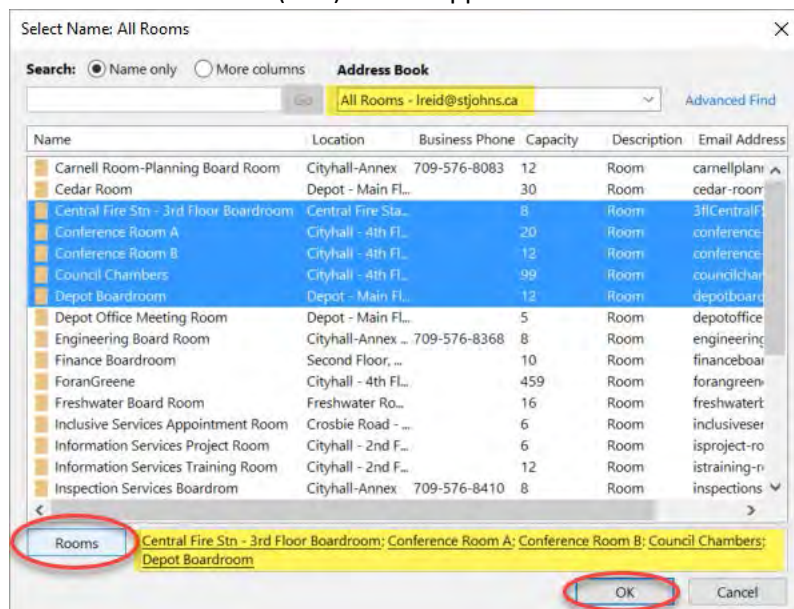 Select Name: All Rooms
Search: Name only More columns Address Book
Go All Rooms - lreid@stjohns.ca Advanced Find
Name Location Business Phone Capacity Description Email Address
Carnell Room-Planning Board Room Cityhall-Annex 709-576-8083 12 Room carnellplann
Cedar Room Depot - Main Fl... 30 Room cedar-room
Central Fire Stn - 3rd Floor Boardroom Central Fire Sta... 8 Room 3flCentralFS
Conference Room A Cityhall - 4th Fl... 20 Room conference-
Conference Room B Cityhall - 4th Fl... 12 Room conference-
Council Chambers Cityhall - 4th Fl... 99 Room councilchar
Depot Boardroom Depot - Main Fl... 12 Room depotboard
Depot Office Meeting Room Depot - Main Fl... 5 Room depotoffice
Engineering Board Room Cityhall-Annex ... 709-576-8368 8 Room engineering
Finance Boardroom Second Floor, ... 10 Room financeboar
ForanGreene Cityhall - 4th Fl... 459 Room forangreen
Freshwater Board Room Freshwater Ro... 16 Room freshwaterb
Inclusive Services Appointment Room Crosbie Road - ... 6 Room inclusiveser
Information Services Project Room Cityhall - 2nd F... 6 Room isproject-ro
Information Services Training Room Cityhall - 2nd F... 12 Room istraining-r
Inspection Services Boardrom Cityhall-Annex 709-576-8410 8 Room inspections
Rooms Central Fire Stn - 3rd Floor Boardroom; Conference Room A; Conference Room B; Council Chambers;
Depot Boardroom
OK Cancel